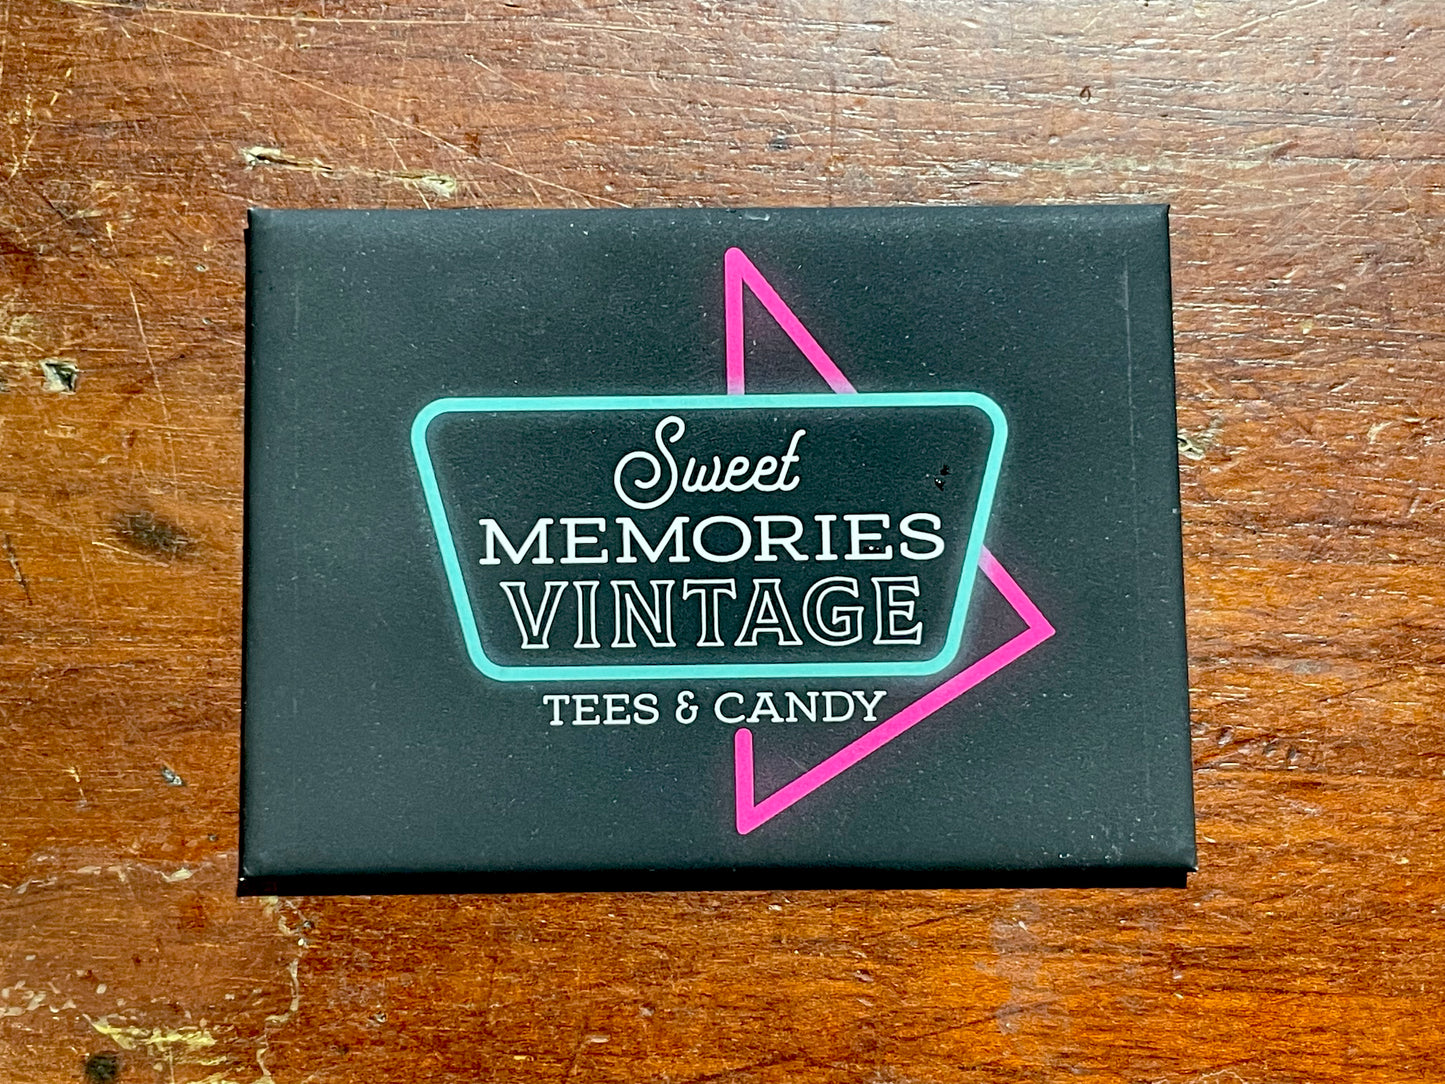 Sweet
MEMORIES
VINTAGE
TEES & CANDY